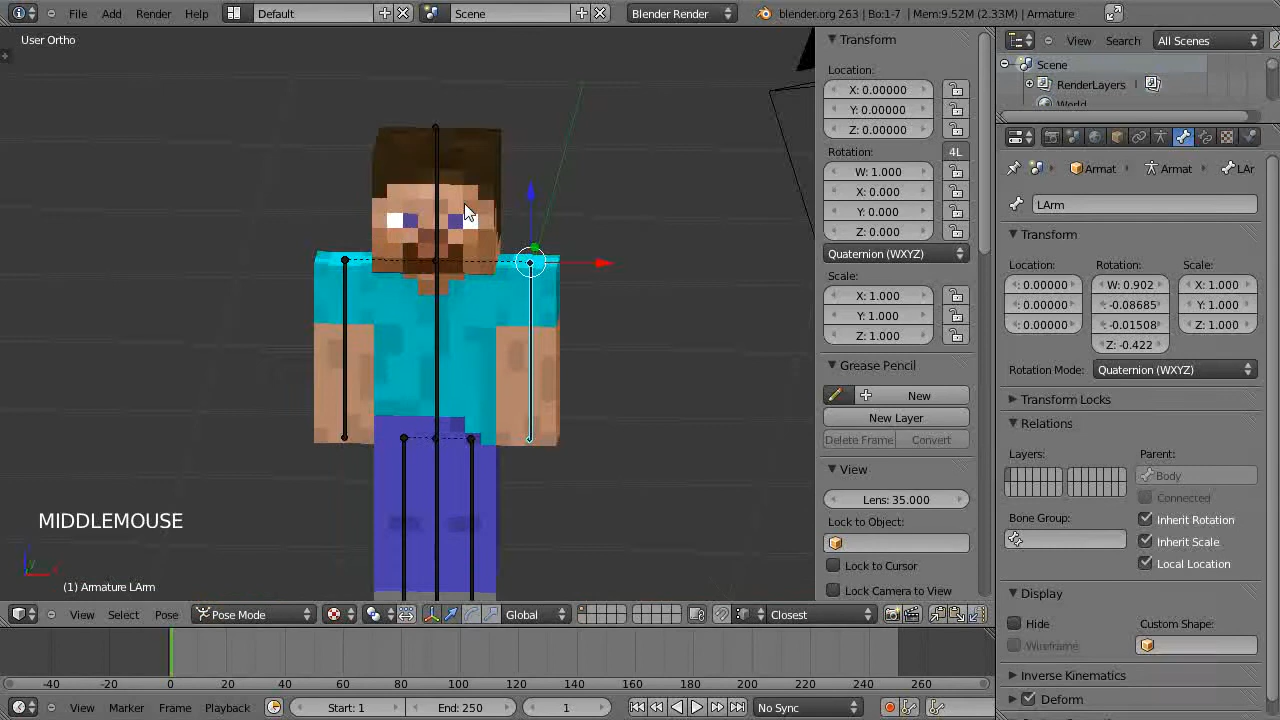 File Add Render Help Default Scene Blender Render blender.org 263 | Bo:1-7 | Mem:9.52M (2.33M) | Armature
User Ortho
Transform
Location:
X: 0.00000
Y: 0.00000
Z: 0.00000
Rotation: 4L
W: 1.000
X: 0.000
Y: 0.000
Z: 0.000
Quaternion (WXYZ)
Scale:
X: 1.000
Y: 1.000
Z: 1.000
Grease Pencil
New
New Layer
Delete Frame Convert
View
Lens: 35.000
Lock to Object:
Lock to Cursor
Lock Camera to View
View Search All Scenes
Scene
RenderLayers
World
Armat Armat LAr
LArm
Transform
Location: Rotation: Scale:
: 0.00000 W: 0.902 X: 1.000
: 0.00000 -0.08685 Y: 1.000
: 0.00000 -0.01508 Z: 1.000
Z: -0.422
Rotation Mode: Quaternion (WXYZ)
Transform Locks
Relations
Layers: Parent:
Body
Connected
Bone Group: Inherit Rotation
Inherit Scale
Local Location
Display
Hide Custom Shape:
Wireframe
Inverse Kinematics
Deform
MIDDLEMOUSE
(1) Armature LArm
View Select Pose Pose Mode Global Closest
-40 -20 0 20 40 60 80 100 120 140 160 180 200 220 240 260
View Marker Frame Playback Start: 1 End: 250 1 No Sync